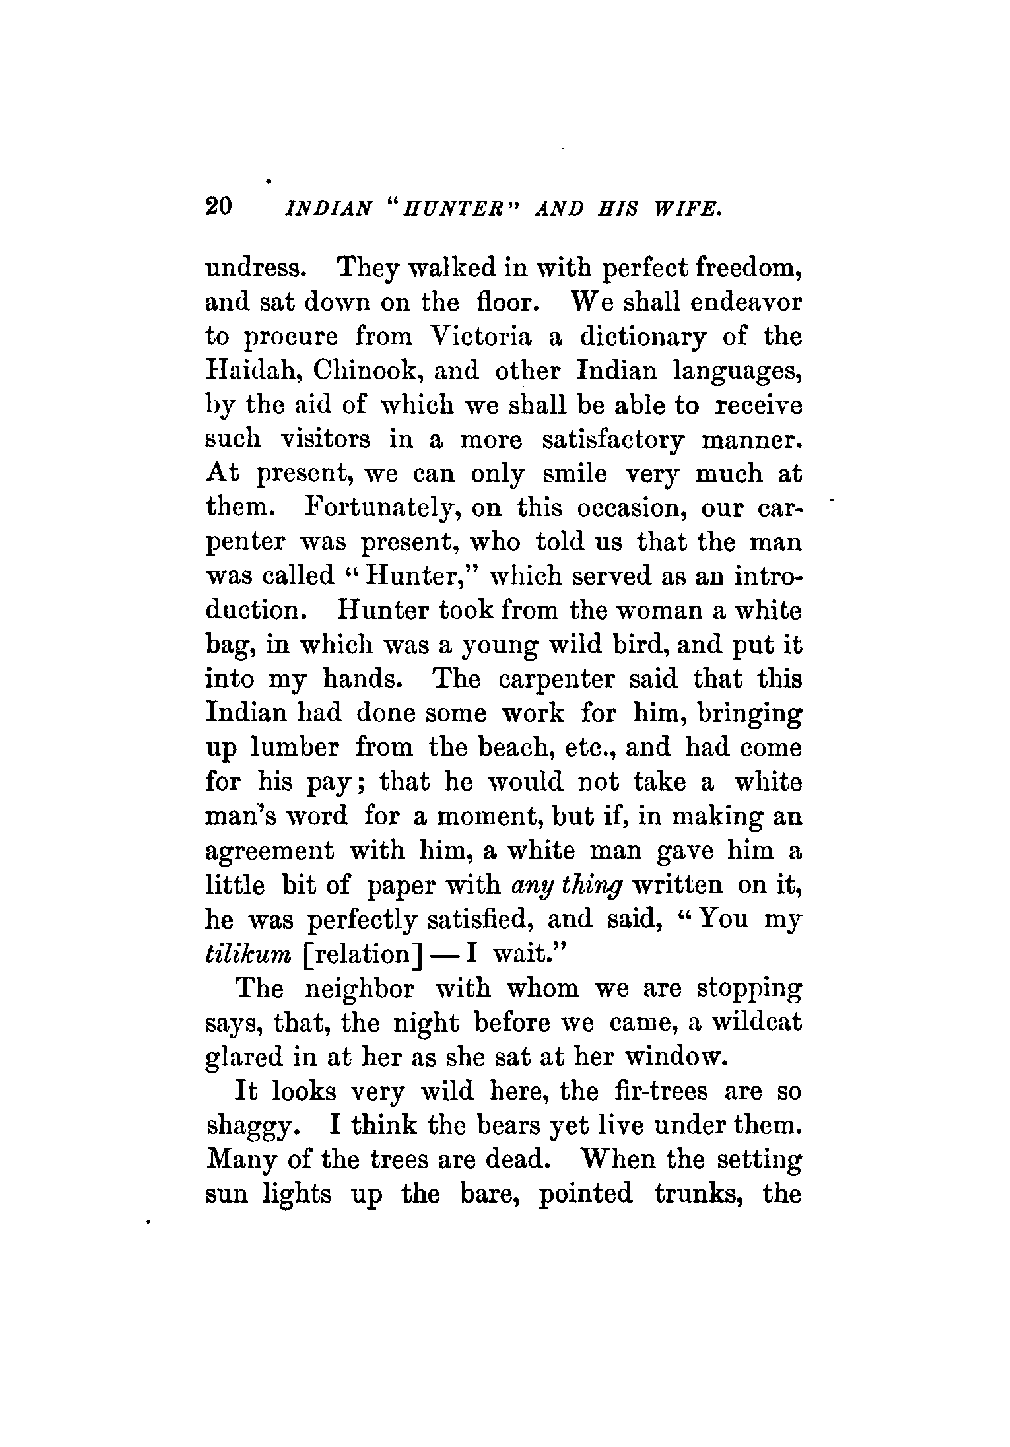 20 INDIAN "HUNTER" AND HIS WIFE.
undress. They walked in with perfect freedom,
and sat down on the floor. We shall endeavor
to procure from Victoria a dictionary of the
Haidah, Chinook, and other Indian languages,
by the aid of which we shall be able to receive
such visitors in a more satisfactory manner.
At present, we can only smile very much at
them. Fortunately, on this occasion, our car-
penter was present, who told us that the man
was called "Hunter," which served as an intro-
duction. Hunter took from the woman a white
bag, in which was a young wild bird, and put it
into my hands. The carpenter said that this
Indian had done some work for him, bringing
up lumber from the beach, etc., and had come
for his pay; that he would not take a white
man's word for a moment, but if, in making an
agreement with him, a white man gave him a
little bit of paper with any thing written on it,
he was perfectly satisfied, and said, "You my
tilikum [relation] — I wait."
The neighbor with whom we are stopping
says, that, the night before we came, a wildcat
glared in at her as she sat at her window.
It looks very wild here, the fir-trees are so
shaggy. I think the bears yet live under them.
Many of the trees are dead. When the setting
sun lights up the bare, pointed trunks, the